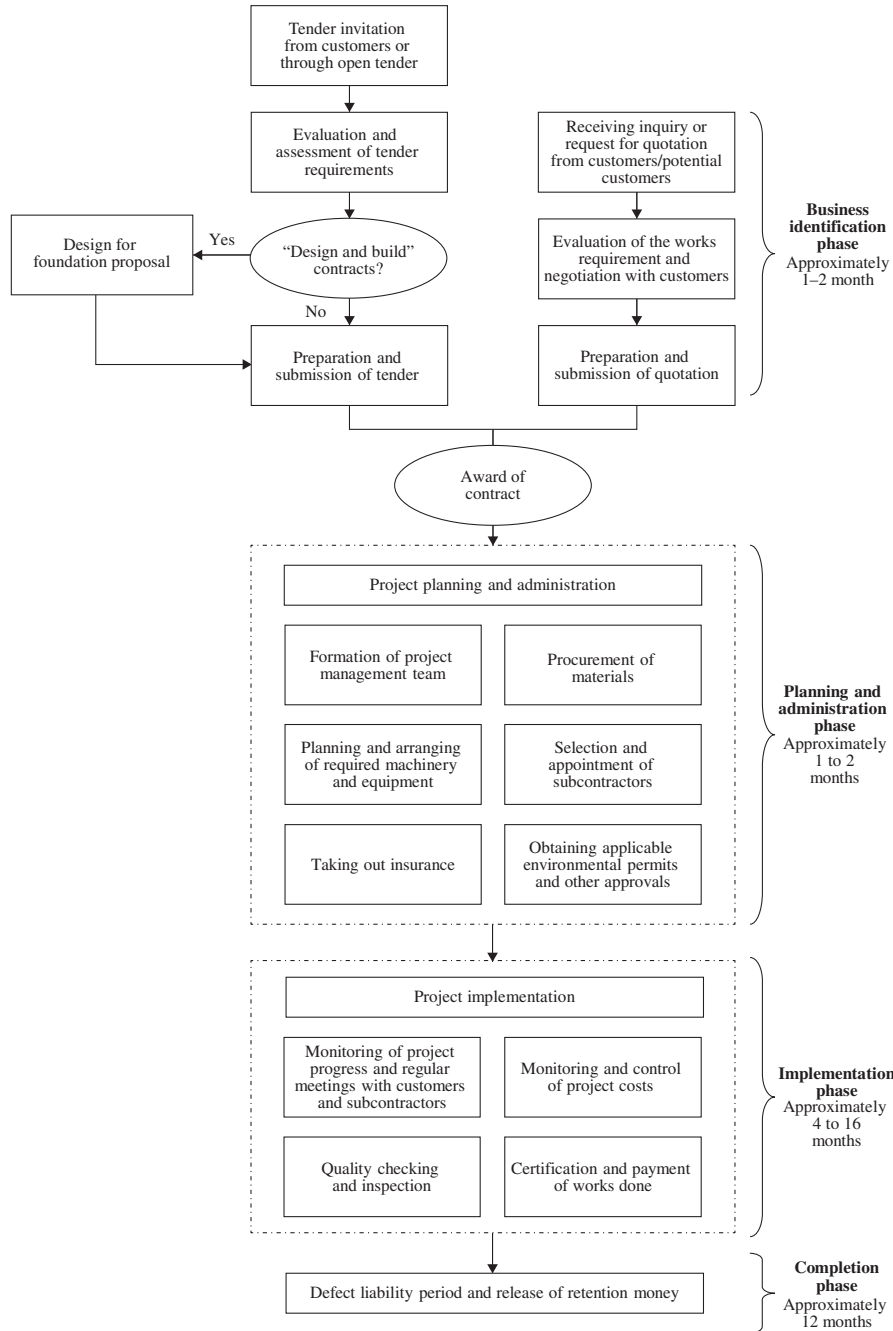 Tender invitation
from customers or
through open tender
Evaluation and
assessment of tender
requirements
Receiving inquiry or
request for quotation
from customers/potential
customers
Business
identification
phase
Approximately
1–2 month
Design for
foundation proposal
Yes
“Design and build”
contracts?
Evaluation of the works
requirement and
negotiation with customers
No
Preparation and
submission of tender
Preparation and
submission of quotation
Award of
contract
Project planning and administration
Formation of project
management team
Procurement of
materials
Planning and arranging
of required machinery
and equipment
Selection and
appointment of
subcontractors
Taking out insurance
Obtaining applicable
environmental permits
and other approvals
Planning and
administration
phase
Approximately
1 to 2
months
Project implementation
Monitoring of project
progress and regular
meetings with customers
and subcontractors
Monitoring and control
of project costs
Quality checking
and inspection
Certification and payment
of works done
Implementation
phase
Approximately
4 to 16
months
Defect liability period and release of retention money
Completion
phase
Approximately
12 months